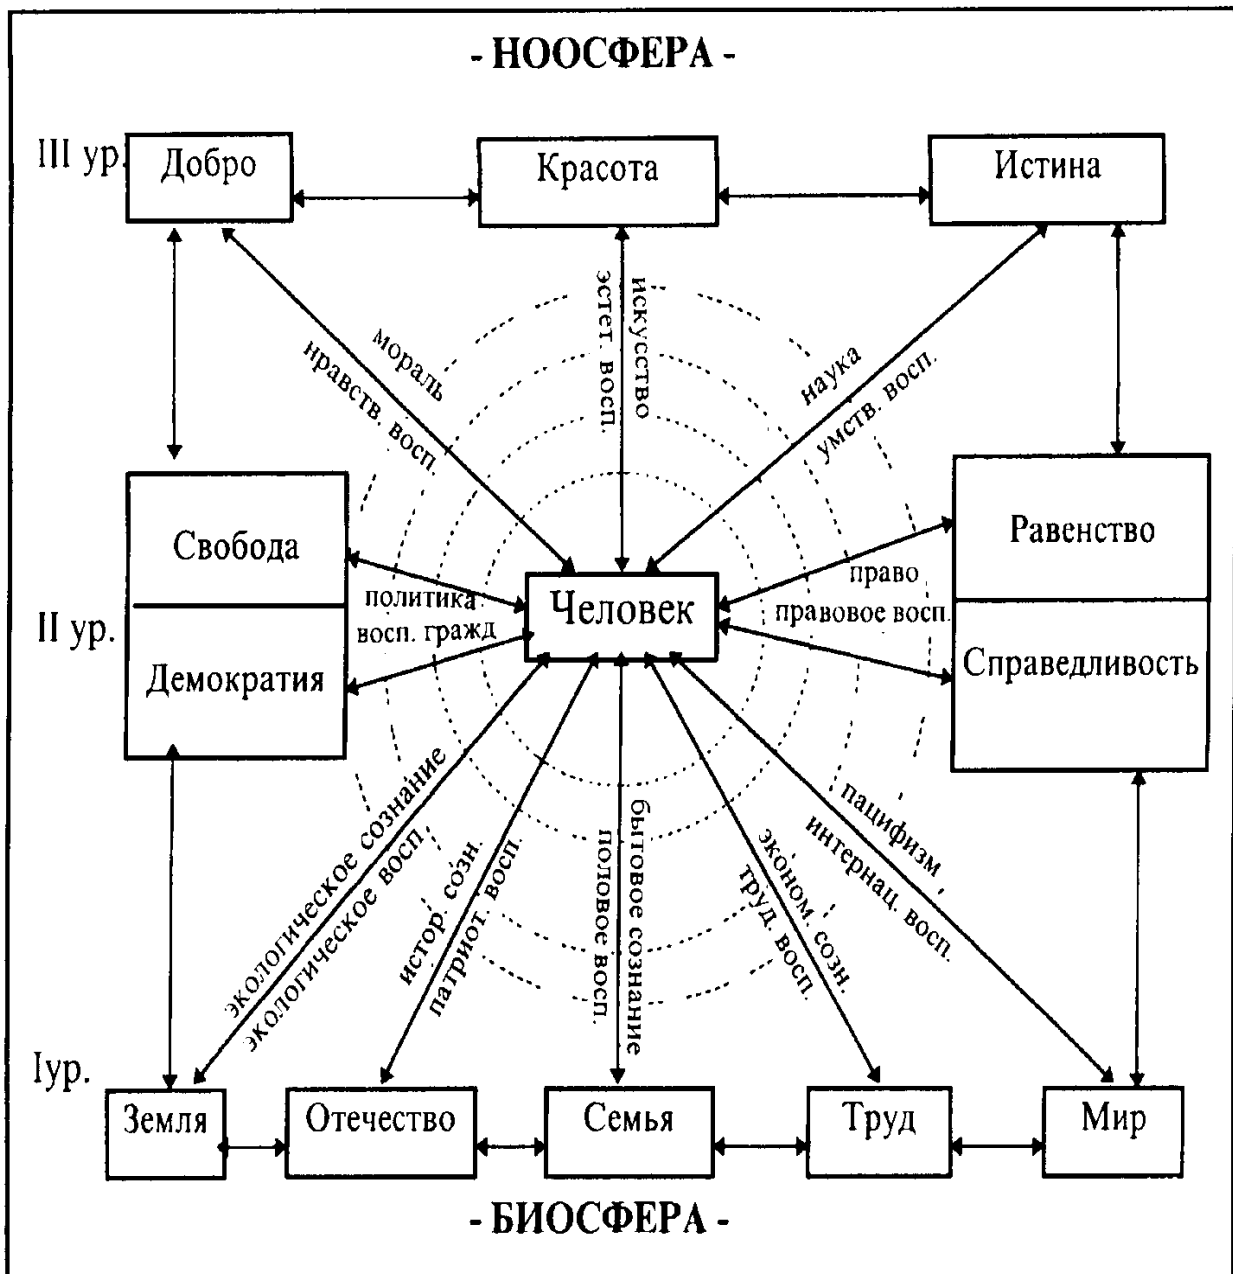 - НООСФЕРА -
III ур.
Добро
Красота
Истина
мораль
нравств. восп.
искусство
эстет. восп.
наука
умств. восп.
II ур.
Свобода
Демократия
политика
восп. гражд
Человек
право
правовое восп.
Равенство
Справедливость
экологическое сознание
экологическое восп
истор. созн.
патриот. восп.
бытовое сознание
половое восп.
эконом. созн.
труд. восп.
пацифизм,
интернац. восп.
Iур.
Земля
Отечество
Семья
Труд
Мир
- БИОСФЕРА -